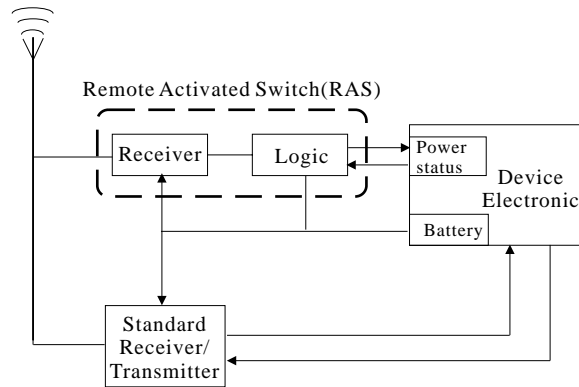 Remote Activated Switch(RAS)
Receiver
Logic
Power
status
Device
Electronic
Battery
Standard
Receiver/
Transmitter